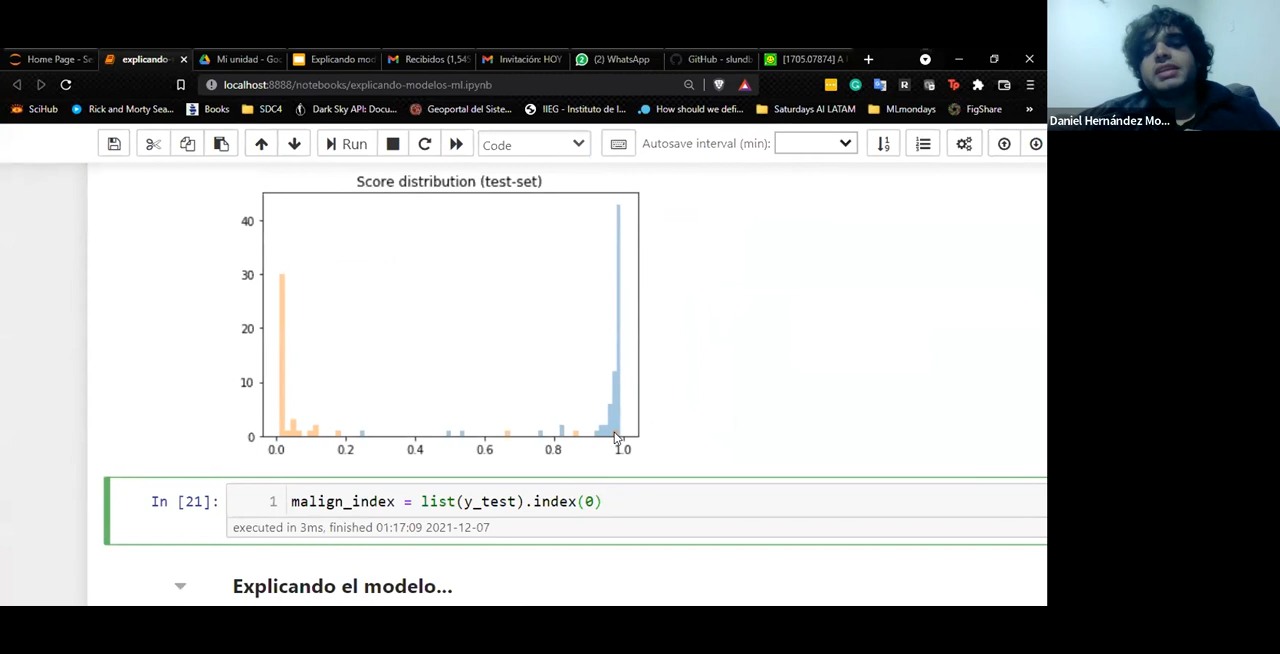 Home Page - Se
explicando-
Mi unidad - Goo
Explicando mod
Recibidos (1,545
Invitación HOY
(2) WhatsApp
GitHub - slundb
[1705.07874] A
localhost:8888/notebooks/explicando-modelos-ml.ipynb
SciHub
Rick and Morty Sea...
Books
SDC4
Dark Sky API: Docu...
Geoportal del Siste...
IIEG - Instituto de I...
How should we defi...
Saturdays AI LATAM
MLmondays
FigShare
»
Run
Code
Autosave interval (min):
Daniel Hernández Mo...
Score distribution (test-set)
40
30
20
10
0
0.0 0.2 0.4 0.6 0.8 1.0
In [21]:
1 malign_index = list(y_test).index(0)
executed in 3ms, finished 01:17:09 2021-12-07
Explicando el modelo...